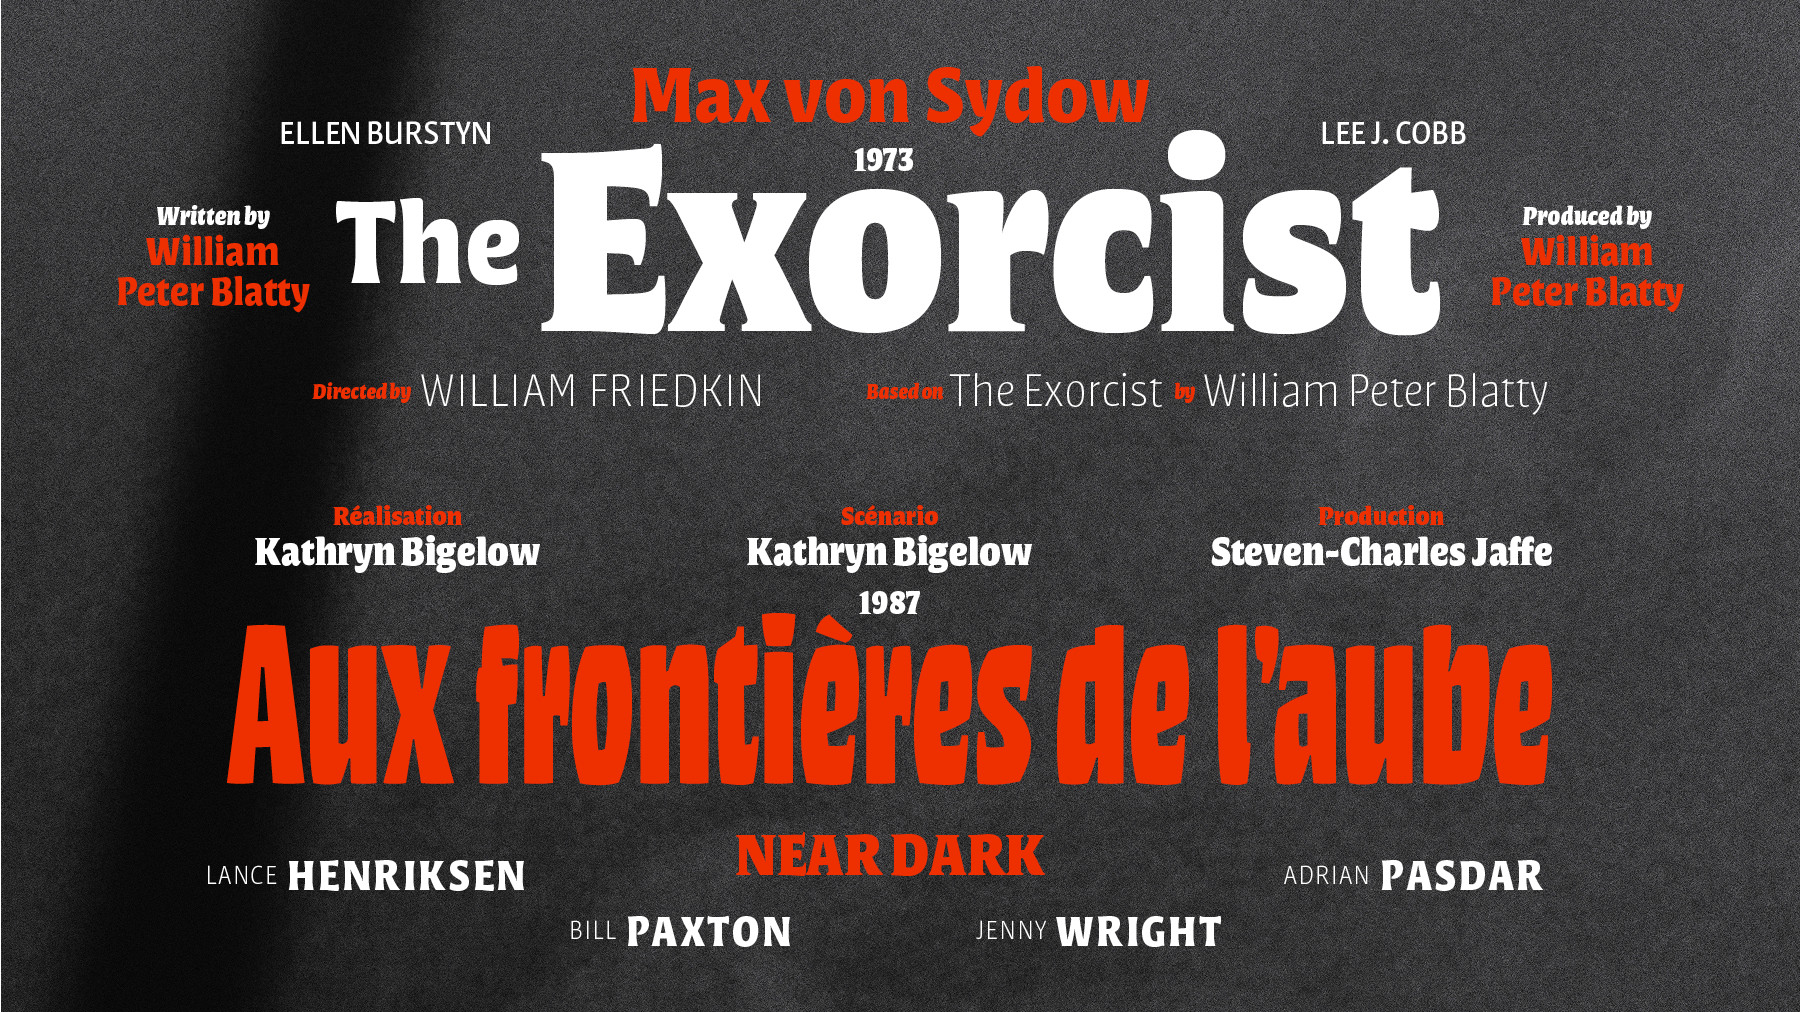 Max von Sydow
ELLEN BURSTYN
LEE J. COBB
1973
The Exorcist
Written by
William
Peter Blatty
Produced by
William
Peter Blatty
Directed by WILLIAM FRIEDKIN
Based on The Exorcist by William Peter Blatty
Réalisation
Kathryn Bigelow
Scénario
Kathryn Bigelow
Production
Steven-Charles Jaffe
1987
Aux frontières de l’aube
NEAR DARK
LANCE HENRIKSEN
ADRIAN PASDAR
BILL PAXTON
JENNY WRIGHT